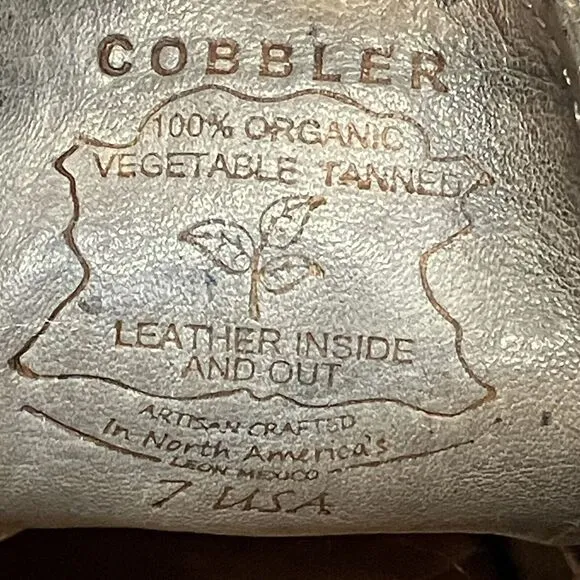 COBBLER
100% ORGANIC
VEGETABLE TANNED
LEATHER INSIDE
AND OUT
ARTISAN CRAFTED
In North America's
LEON MEXICO
7 USA